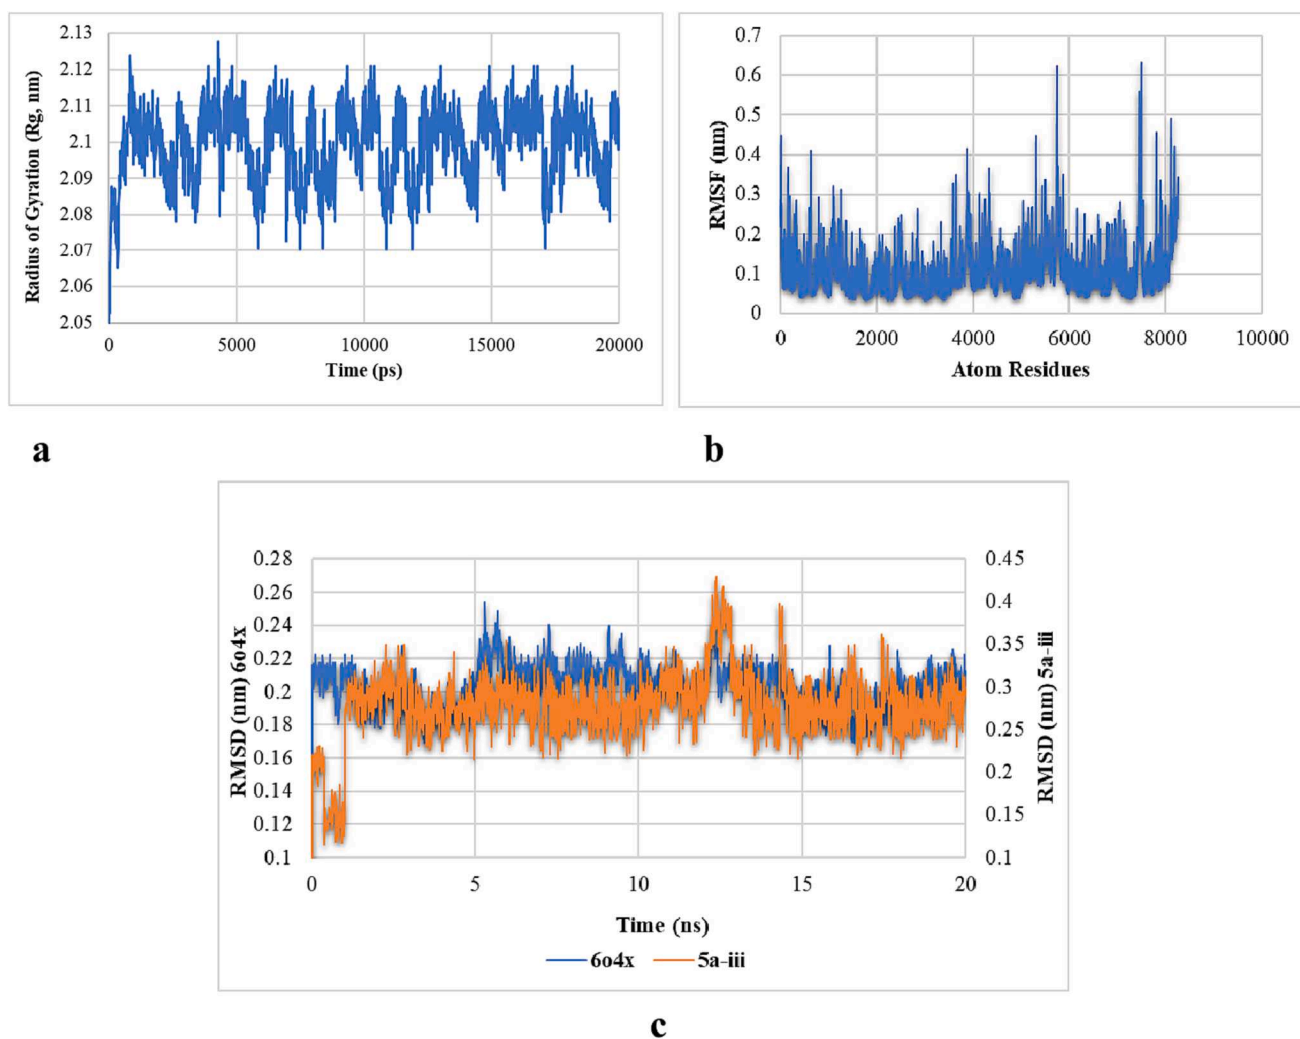 2.13
2.12
2.11
2.1
2.09
2.08
2.07
2.06
2.05
Radius of Gyration (Rg, nm)
0 5000 10000 15000 20000
Time (ps)
a
0.7
0.6
0.5
0.4
0.3
0.2
0.1
0
RMSF (nm)
0 2000 4000 6000 8000 10000
Atom Residues
b
0.28
0.26
0.24
0.22
0.2
0.18
0.16
0.14
0.12
0.1
RMSD (nm) 6o4x
0.45
0.4
0.35
0.3
0.25
0.2
0.15
0.1
RMSD (nm) 5a-iii
0 5 10 15 20
Time (ns)
6o4x 5a-iii
c